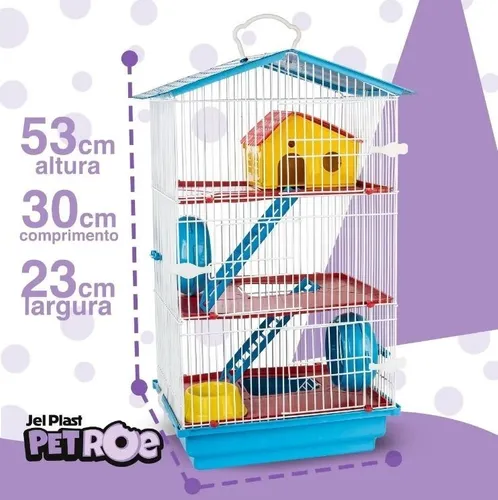 53cm
altura
30cm
comprimento
23cm
largura
Jel Plast
PETROe